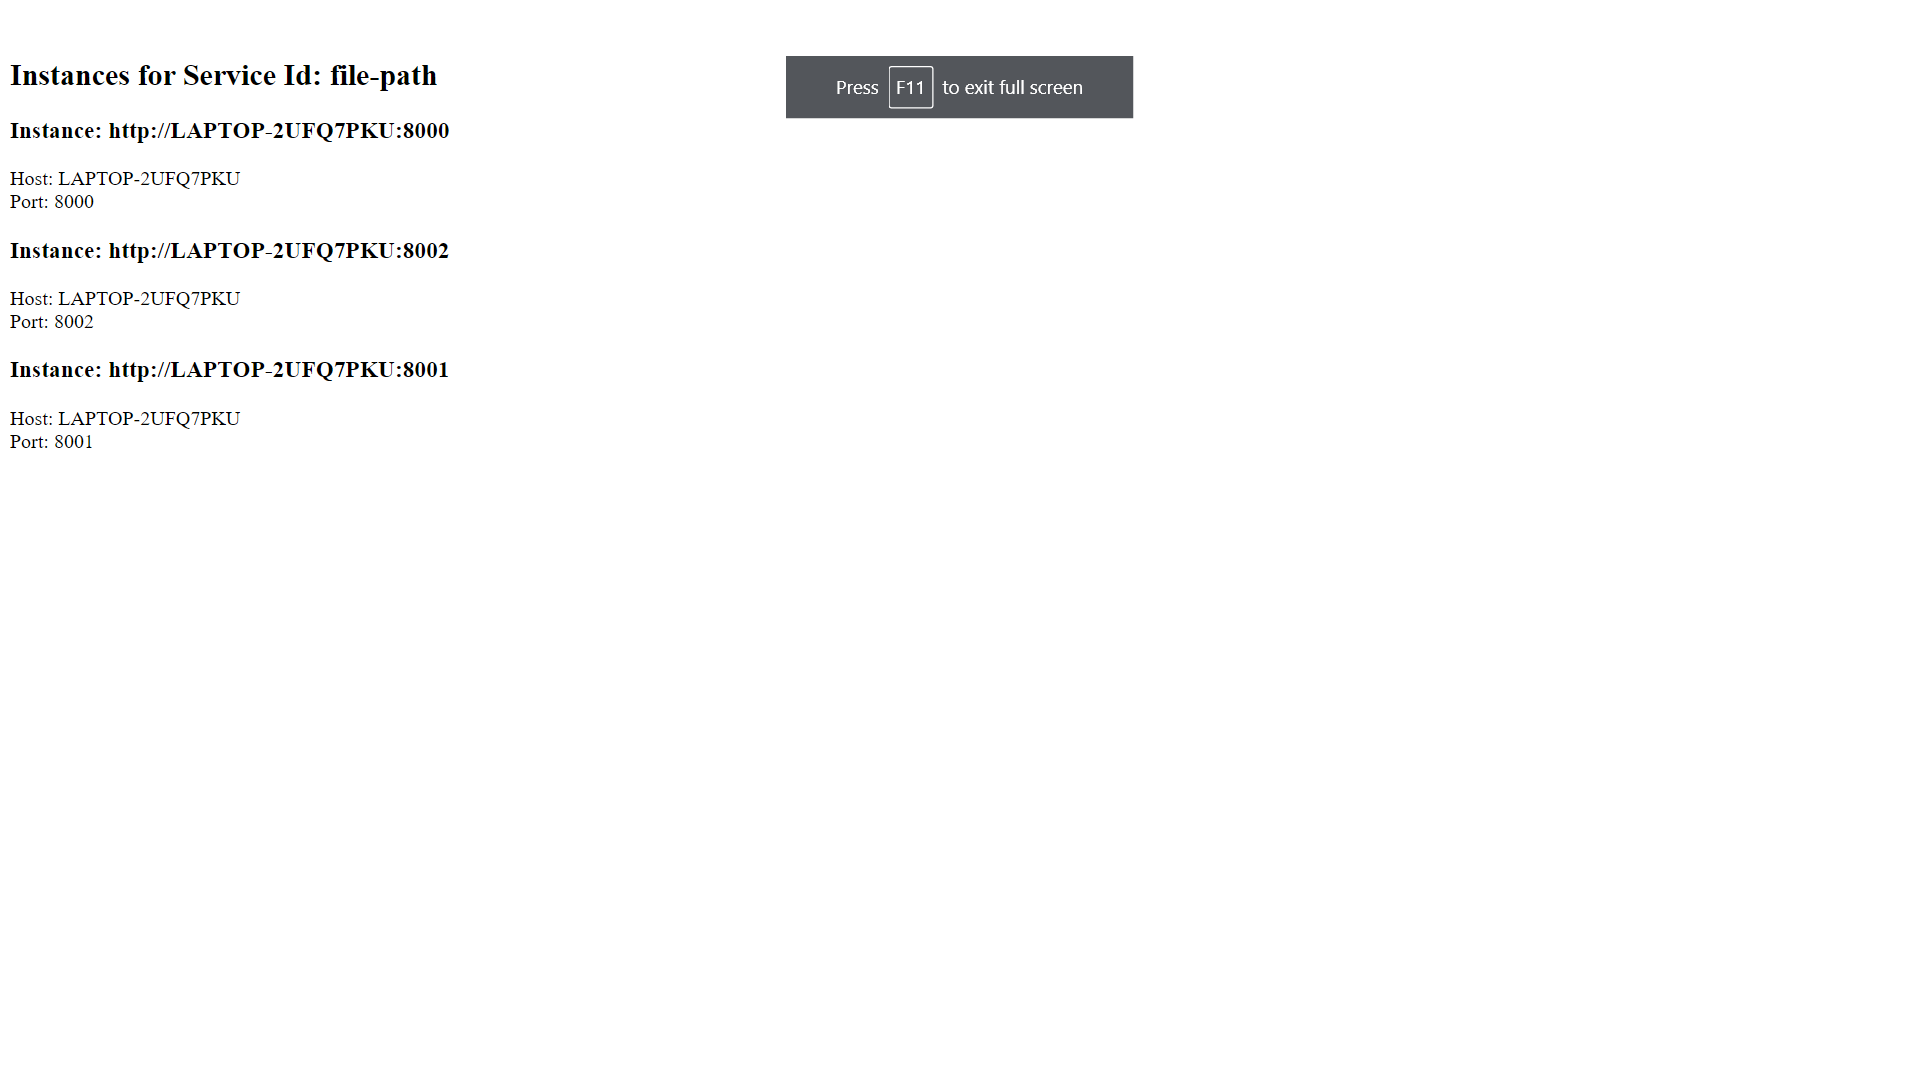 Instances for Service Id: file-path
Press F11 to exit full screen
Instance: http://LAPTOP-2UFQ7PKU:8000
Host: LAPTOP-2UFQ7PKU
Port: 8000
Instance: http://LAPTOP-2UFQ7PKU:8002
Host: LAPTOP-2UFQ7PKU
Port: 8002
Instance: http://LAPTOP-2UFQ7PKU:8001
Host: LAPTOP-2UFQ7PKU
Port: 8001